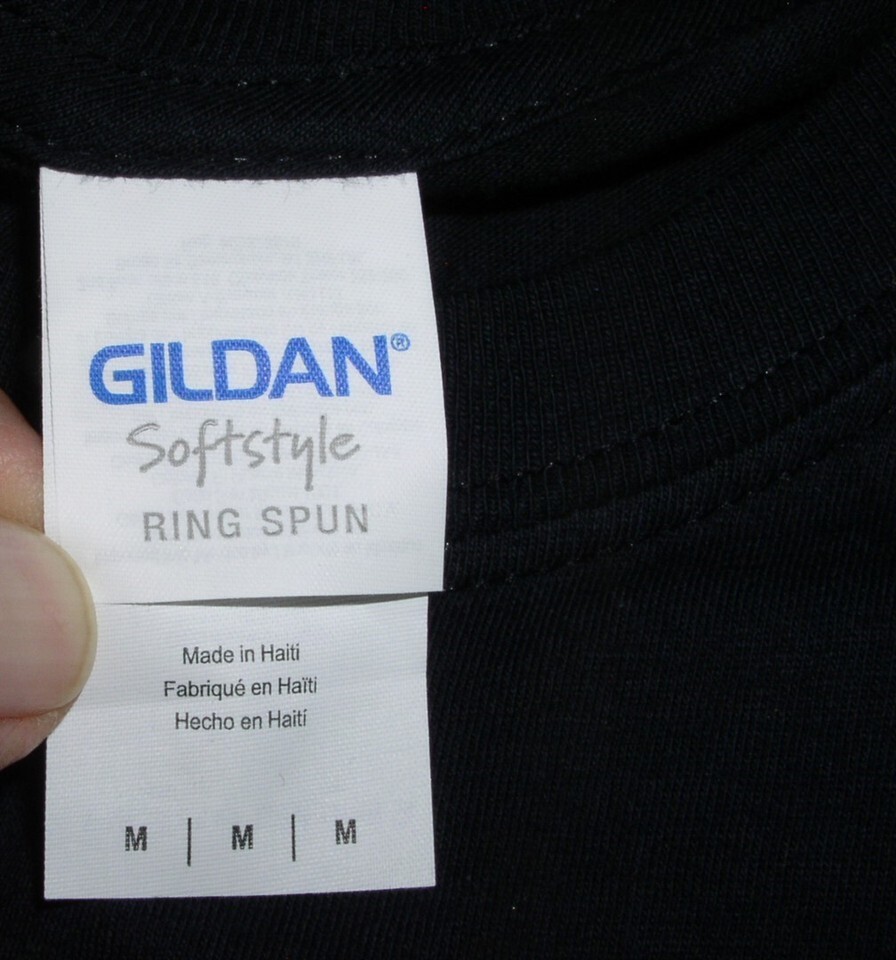 GILDAN®
Softstyle
RING SPUN
Made in Haiti
Fabriqué en Haïti
Hecho en Haití
M | M | M